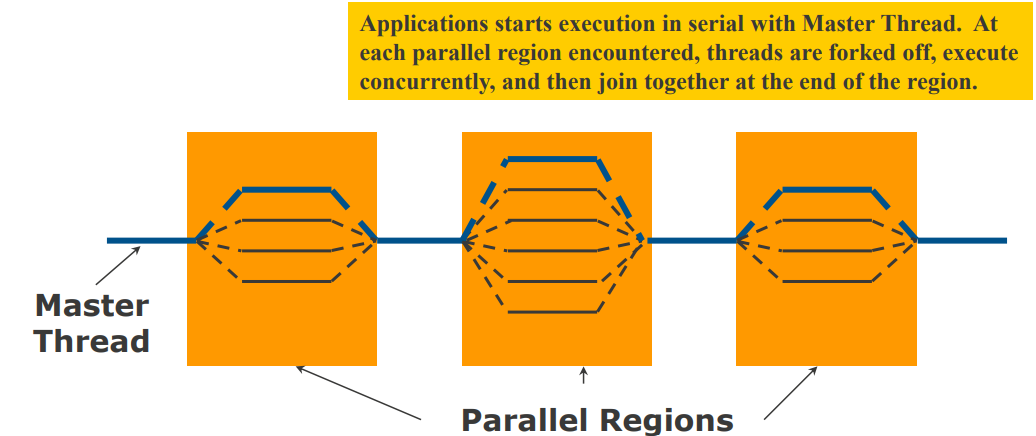 Applications starts execution in serial with Master Thread.  At
each parallel region encountered, threads are forked off, execute
concurrently, and then join together at the end of the region.
Master
Thread
Parallel Regions